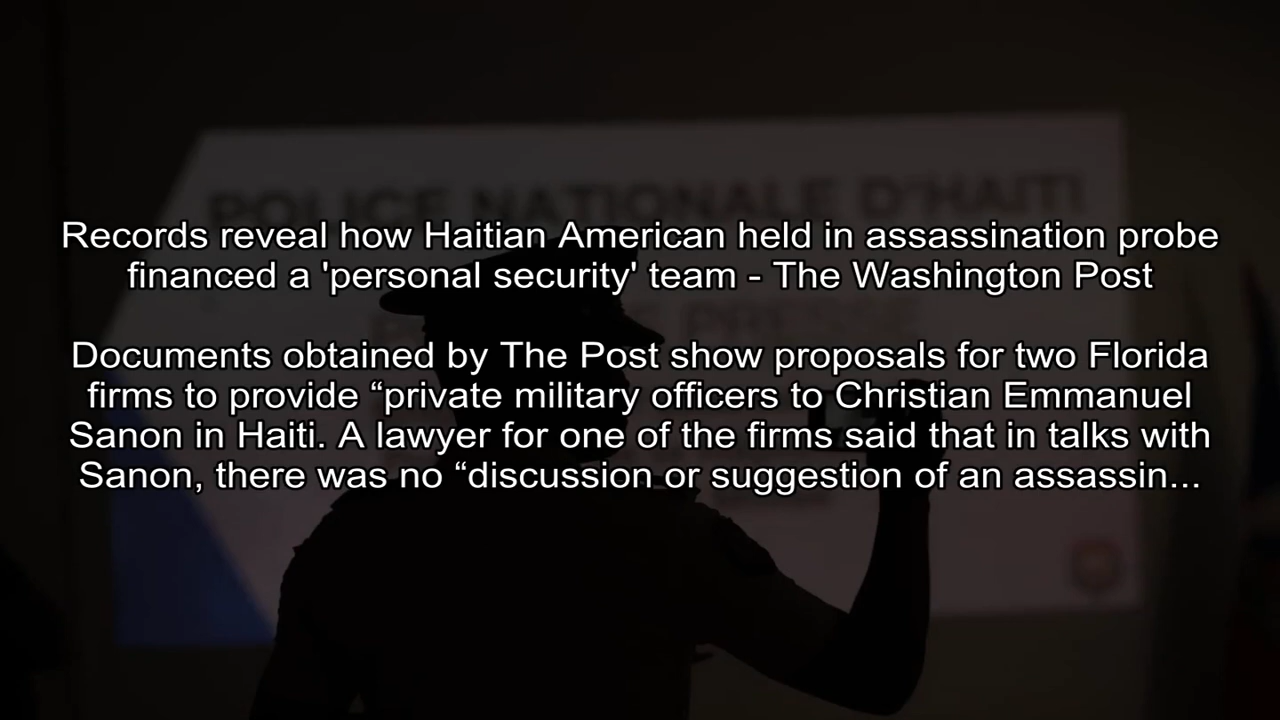 POLICE NATIONALE D'HAITI
Records reveal how Haitian American held in assassination probe
financed a 'personal security' team - The Washington Post
Documents obtained by The Post show proposals for two Florida
firms to provide “private military officers to Christian Emmanuel
Sanon in Haiti. A lawyer for one of the firms said that in talks with
Sanon, there was no “discussion or suggestion of an assassin...